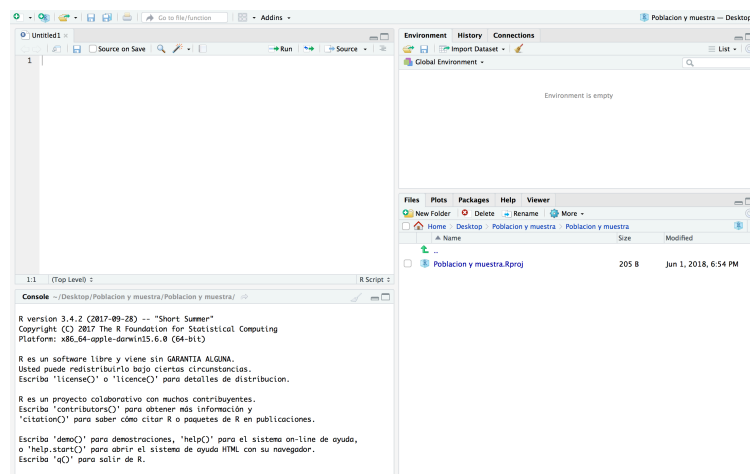 Go to file/function
Addins
Poblacion y muestra — Desktop
Untitled1
Source on Save
Run
Source
1
1:1
(Top Level)
R Script
Console ~/Desktop/Poblacion y muestra/Poblacion y muestra/
R version 3.4.2 (2017-09-28) -- "Short Summer"
Copyright (C) 2017 The R Foundation for Statistical Computing
Platform: x86_64-apple-darwin15.6.0 (64-bit)
R es un software libre y viene sin GARANTIA ALGUNA.
Usted puede redistribuirlo bajo ciertas circunstancias.
Escriba 'license()' o 'licence()' para detalles de distribucion.
R es un proyecto colaborativo con muchos contribuyentes.
Escriba 'contributors()' para obtener más información y
'citation()' para saber cómo citar R o paquetes de R en publicaciones.
Escriba 'demo()' para demostraciones, 'help()' para el sistema on-line de ayuda,
o 'help.start()' para abrir el sistema de ayuda HTML con su navegador.
Escriba 'q()' para salir de R.
Environment History Connections
Import Dataset
List
Global Environment
Environment is empty
Files Plots Packages Help Viewer
New Folder Delete Rename More
Home Desktop Poblacion y muestra Poblacion y muestra
Name Size Modified
..
Poblacion y muestra.Rproj 205 B Jun 1, 2018, 6:54 PM